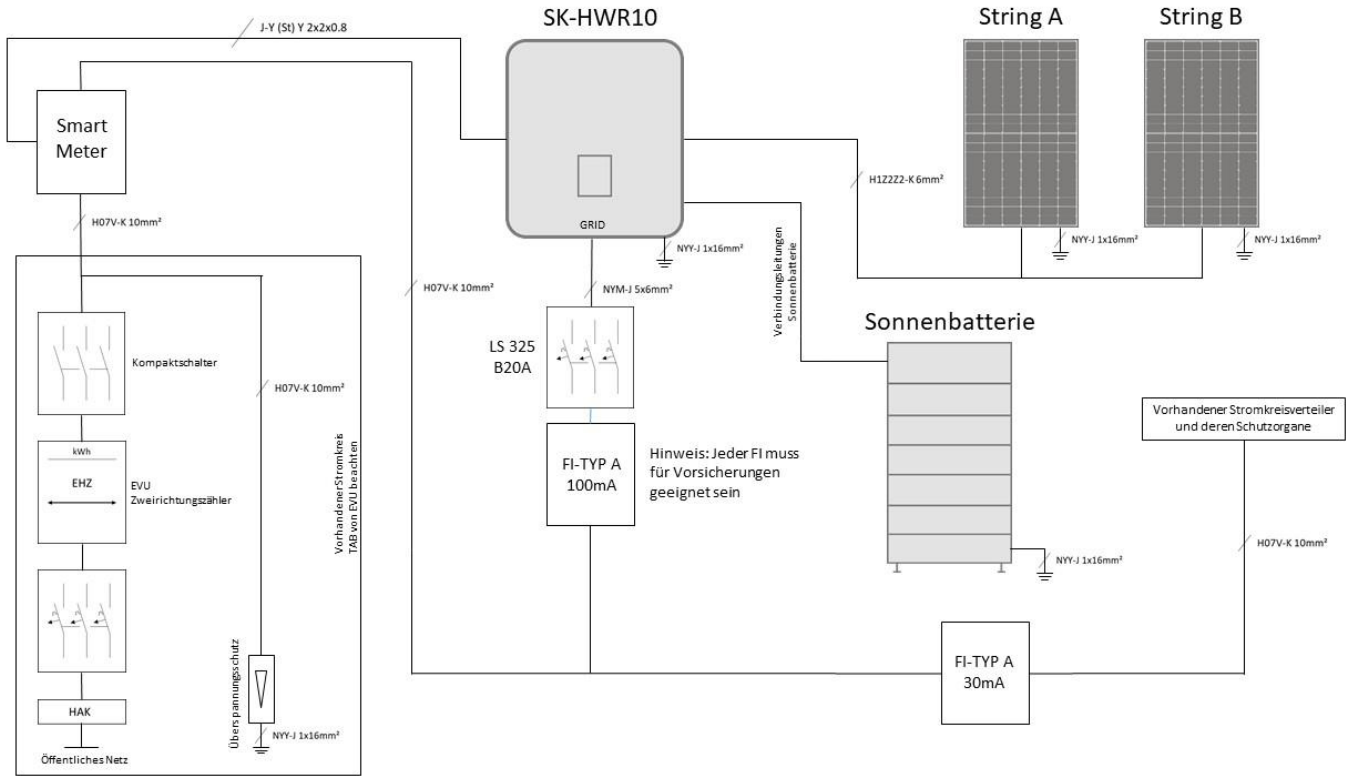 SK-HWR10
String A
String B
J-Y (St) Y 2x2x0.8
Smart
Meter
H1Z2Z2-K 6mm²
H07V-K 10mm²
GRID
NYY-J 1x16mm²
NYY-J 1x16mm²
NYY-J 1x16mm²
H07V-K 10mm²
NYM-J 5x6mm²
Verbindungsleitungen
Sonnenbatterie
Sonnenbatterie
LS 325
B20A
Kompaktschalter
H07V-K 10mm²
Vorhandener Stromkreisverteiler
und deren Schutzorgane
kWh
EHZ
EVU
Zweirichtungszähler
Vorhandener Stromkreis
TAB von EVU beachten
FI-TYP A
100mA
Hinweis: Jeder FI muss
für Vorsicherungen
geeignet sein
H07V-K 10mm²
NYY-J 1x16mm²
FI-TYP A
30mA
Überspannungsschutz
HAK
NYY-J 1x16mm²
Öffentliches Netz